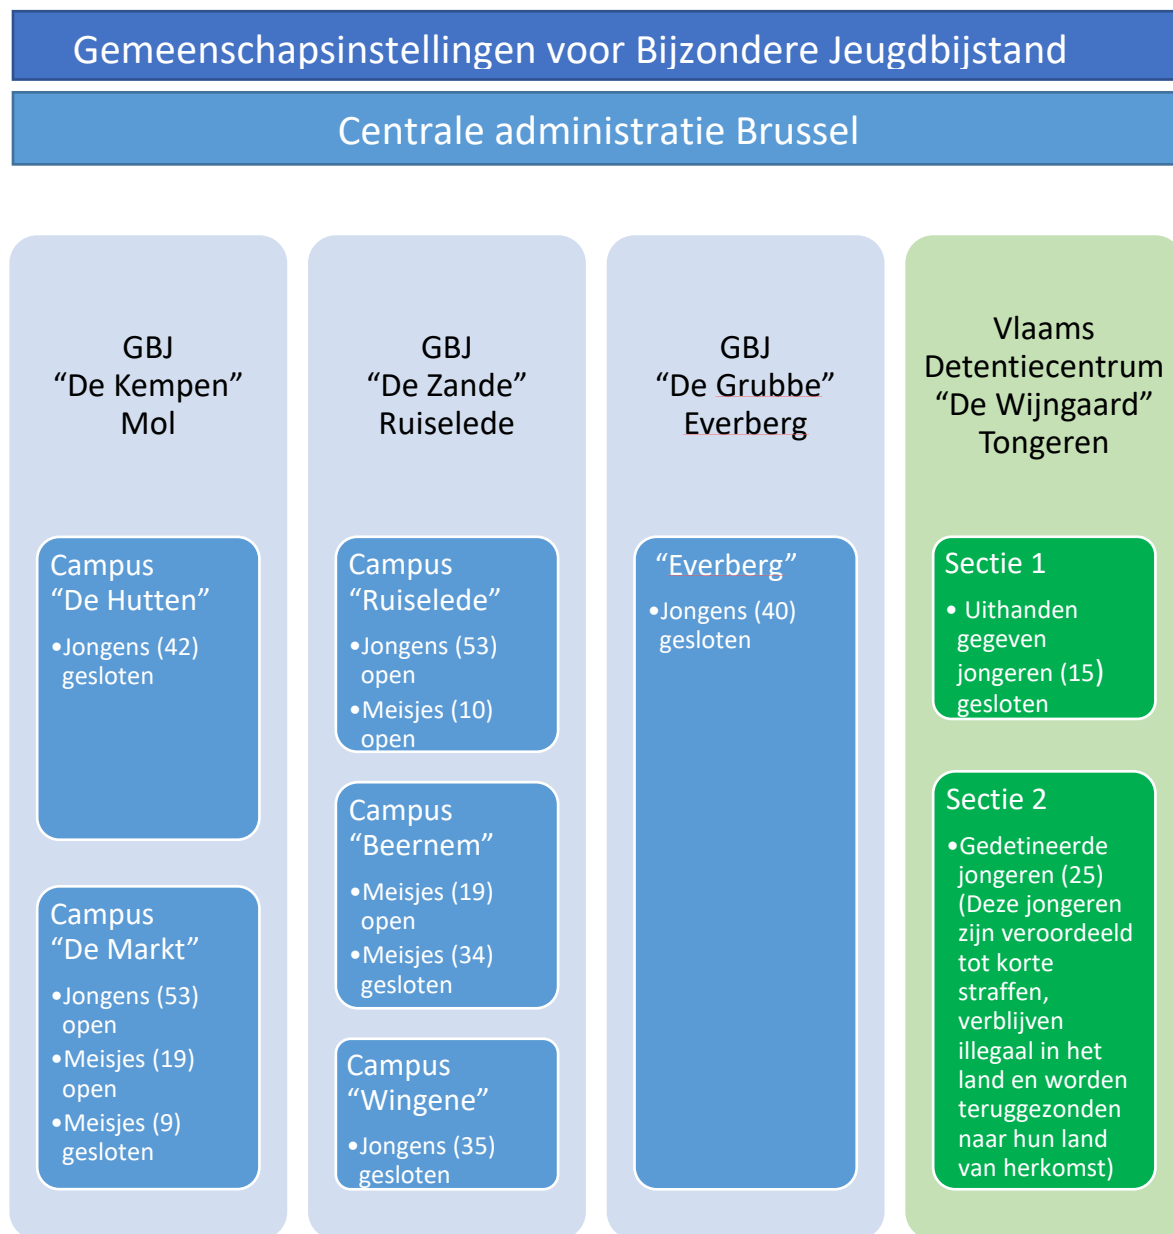 Gemeenschapsinstellingen voor Bijzondere Jeugdbijstand
Centrale administratie Brussel
GBJ
“De Kempen”
Mol
Campus
“De Hutten”
•Jongens (42)
gesloten
Campus
“De Markt”
•Jongens (53)
open
•Meisjes (19)
open
•Meisjes (9)
gesloten
GBJ
“De Zande”
Ruiselede
Campus
“Ruiselede”
•Jongens (53)
open
•Meisjes (10)
open
Campus
“Beernem”
•Meisjes (19)
open
•Meisjes (34)
gesloten
Campus
“Wingene”
•Jongens (35)
gesloten
GBJ
“De Grubbe”
Everberg
“Everberg”
•Jongens (40)
gesloten
Vlaams
Detentiecentrum
“De Wijngaard”
Tongeren
Sectie 1
• Uithanden
gegeven
jongeren (15)
gesloten
Sectie 2
•Gedetineerde
jongeren (25)
(Deze jongeren
zijn veroordeeld
tot korte
straffen,
verblijven
illegaal in het
land en worden
teruggezonden
naar hun land
van herkomst)